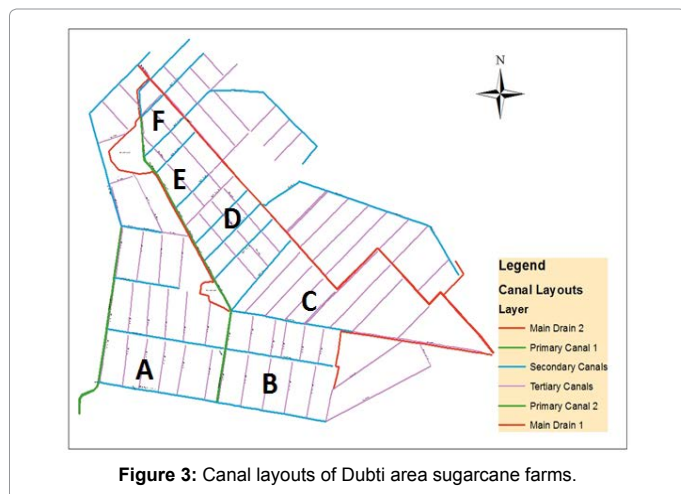 N
F
E
D
C
A
B
Legend
Canal Layouts
Layer
Main Drain 2
Primary Canal 1
Secondary Canals
Tertiary Canals
Primary Canal 2
Main Drain 1
Figure 3: Canal layouts of Dubti area sugarcane farms.